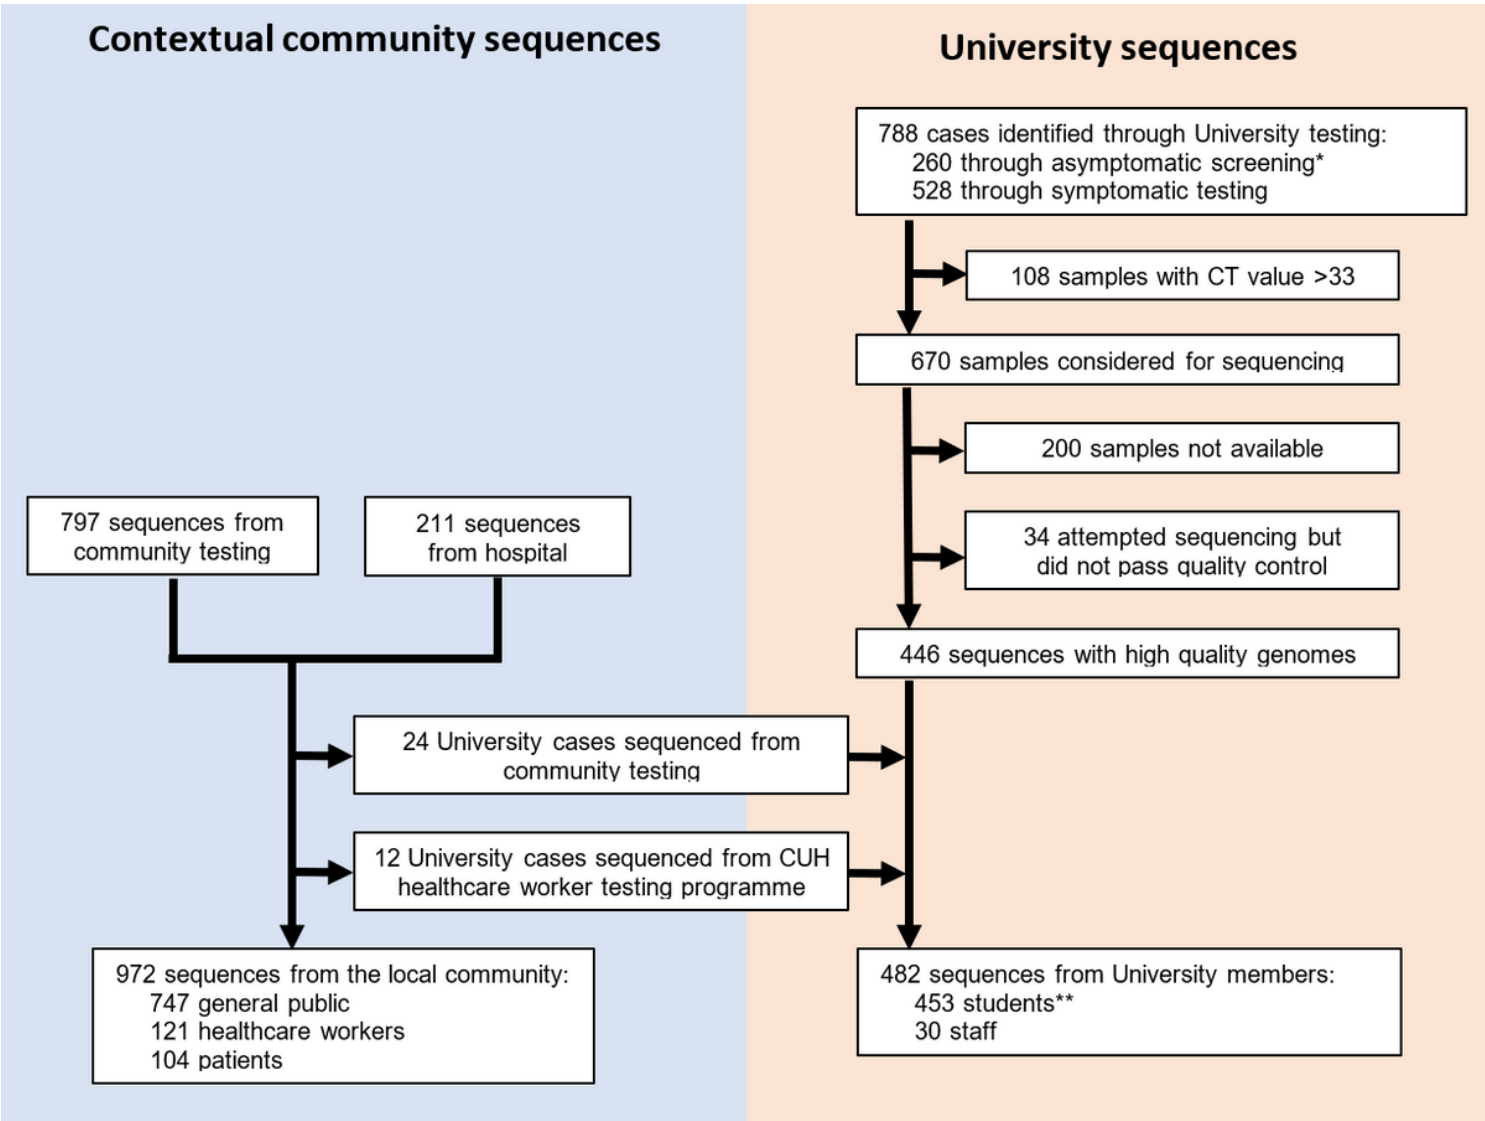 Contextual community sequences
University sequences
788 cases identified through University testing:
260 through asymptomatic screening*
528 through symptomatic testing
108 samples with CT value >33
670 samples considered for sequencing
200 samples not available
34 attempted sequencing but
did not pass quality control
446 sequences with high quality genomes
797 sequences from
community testing
211 sequences
from hospital
24 University cases sequenced from
community testing
12 University cases sequenced from CUH
healthcare worker testing programme
972 sequences from the local community:
747 general public
121 healthcare workers
104 patients
482 sequences from University members:
453 students**
30 staff